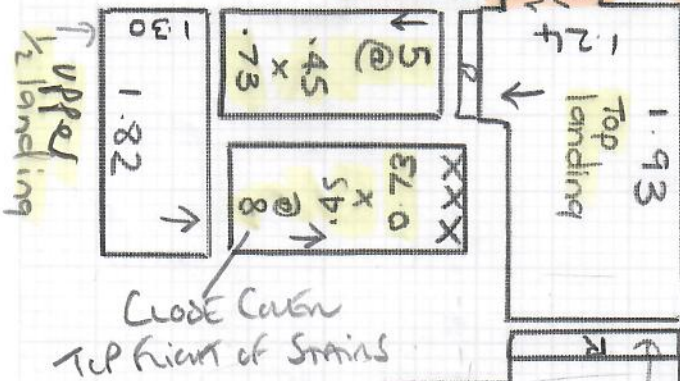 1.30
1.82
upper
1/2 landing
5
@
.45
x
.73
XXX
0.73
x
.45
@
8
R
1.24
1.93
Top
landing
R
CLOSE COVER
TOP FLIGHT OF STAIRS